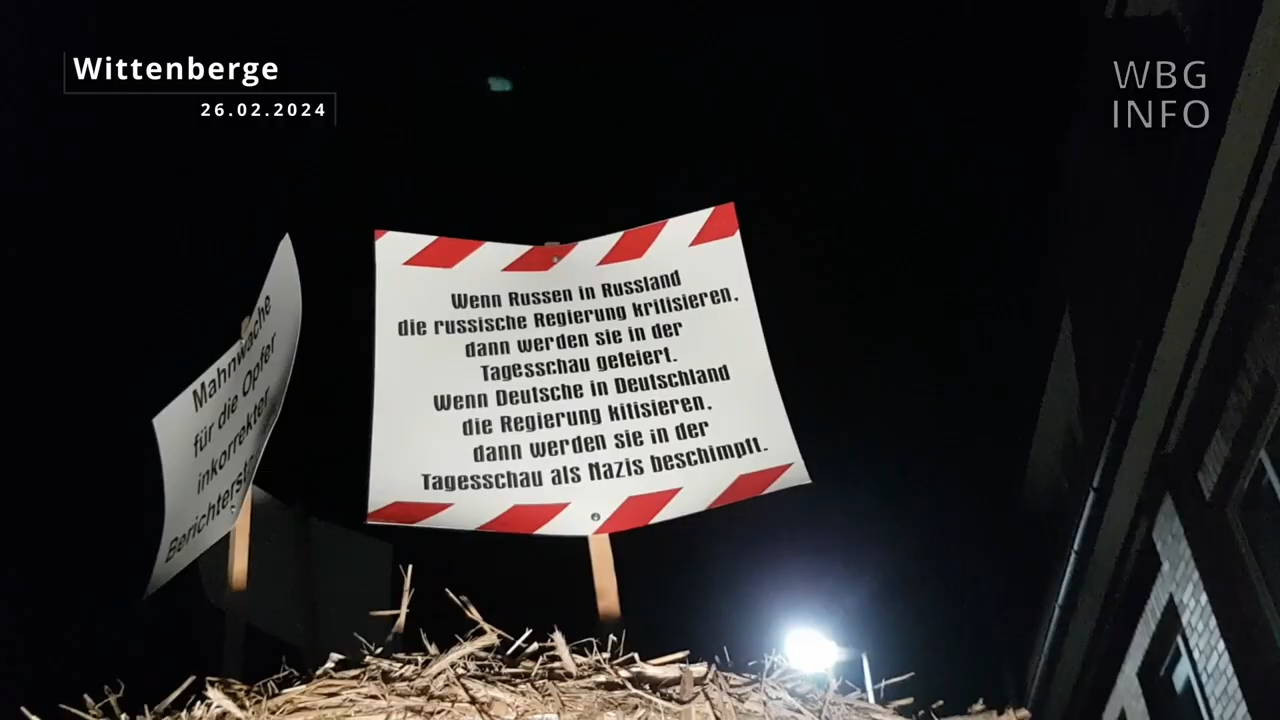 Wittenberge
26.02.2024
WBG
INFO
Mahnwache
für die Opfer
inkorrekter
Wenn Russen in Russland
die russische Regierung kritisieren,
dann werden sie in der
Tagesschau gefeiert.
Wenn Deutsche in Deutschland
die Regierung kitisieren,
dann werden sie in der
Tagesschau als Nazis beschimpft.